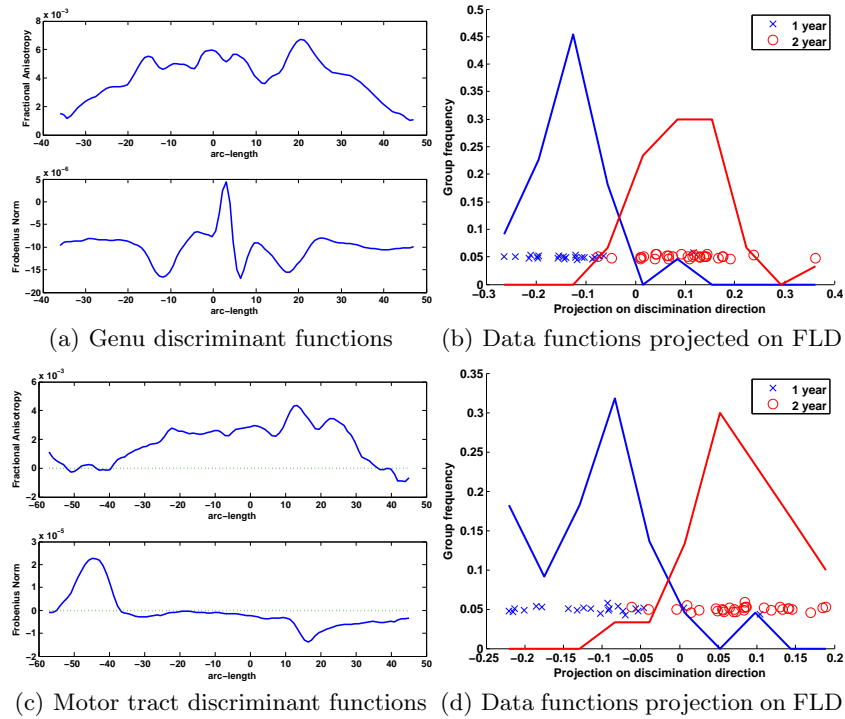 x 10⁻³
8
6
4
2
0
Fractional Anisotropy
−40 −30 −20 −10 0 10 20 30 40 50
arc−length
x 10⁻⁶
5
0
−5
−10
−15
−20
Frobenius Norm
−40 −30 −20 −10 0 10 20 30 40 50
arc−length
(a) Genu discriminant functions
0.5
0.45
0.4
0.35
0.3
0.25
0.2
0.15
0.1
0.05
0
Group frequency
1 year
2 year
−0.3 −0.2 −0.1 0 0.1 0.2 0.3 0.4
Projection on discimination direction
(b) Data functions projected on FLD
x 10⁻³
6
4
2
0
−2
Fractional Anisotropy
−60 −50 −40 −30 −20 −10 0 10 20 30 40 50
arc−length
x 10⁻⁵
3
2
1
0
−1
−2
Frobenius Norm
−60 −50 −40 −30 −20 −10 0 10 20 30 40 50
arc−length
(c) Motor tract discriminant functions
0.35
0.3
0.25
0.2
0.15
0.1
0.05
0
Group frequency
1 year
2 year
−0.25 −0.2 −0.15 −0.1 −0.05 0 0.05 0.1 0.15 0.2
Projection on discrimination direction
(d) Data functions projection on FLD